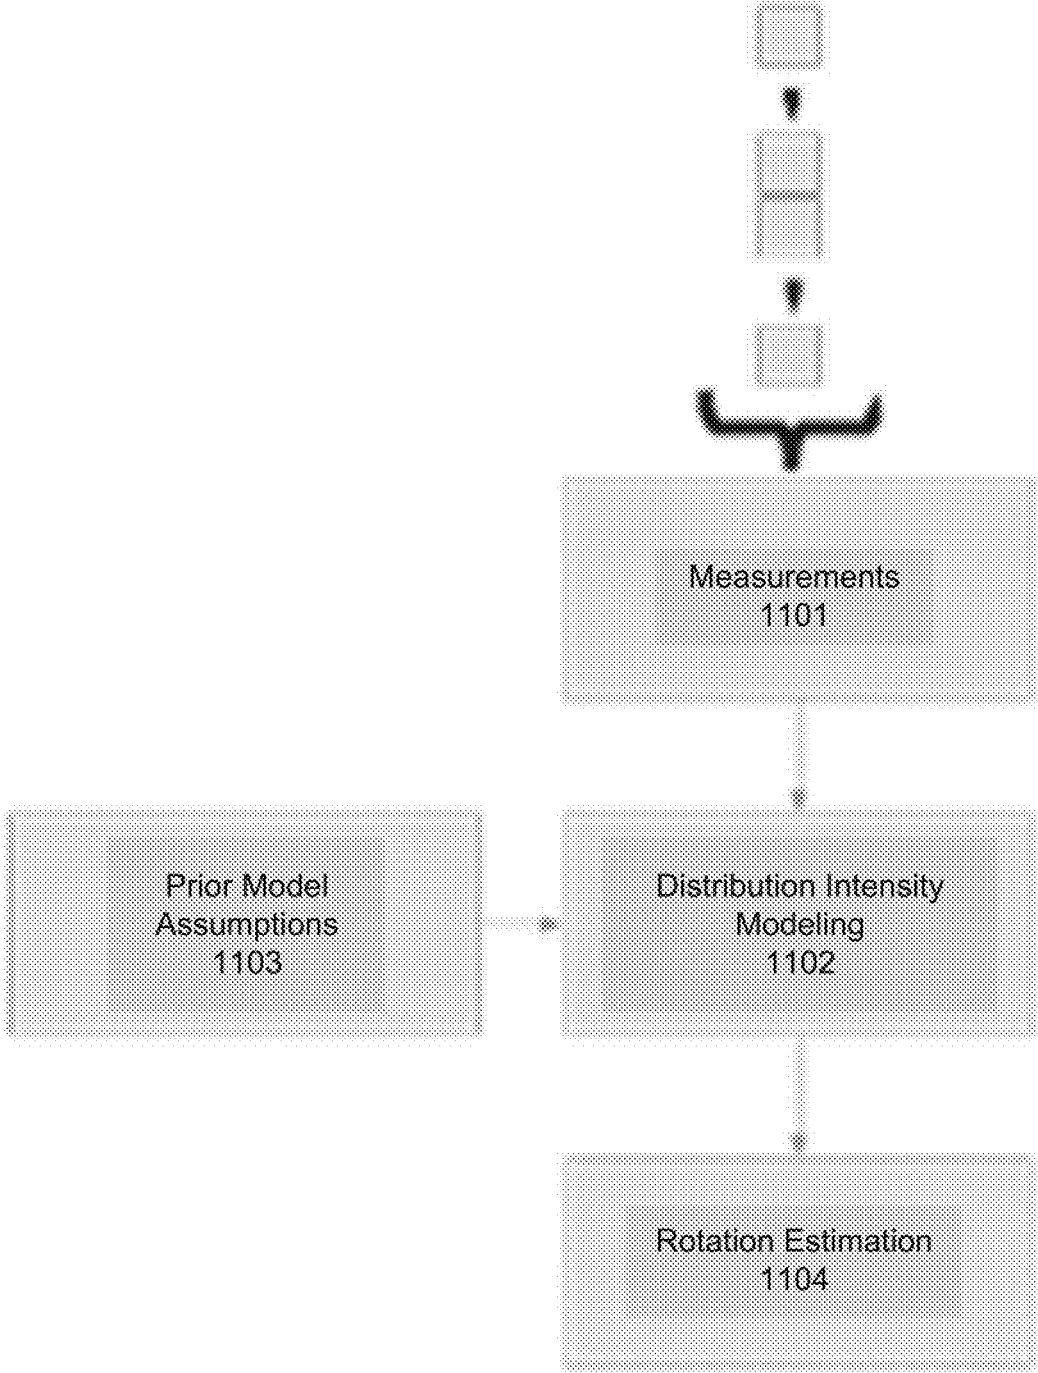 Measurements
1101
Prior Model
Assumptions
1103
Distribution Intensity
Modeling
1102
Rotation Estimation
1104